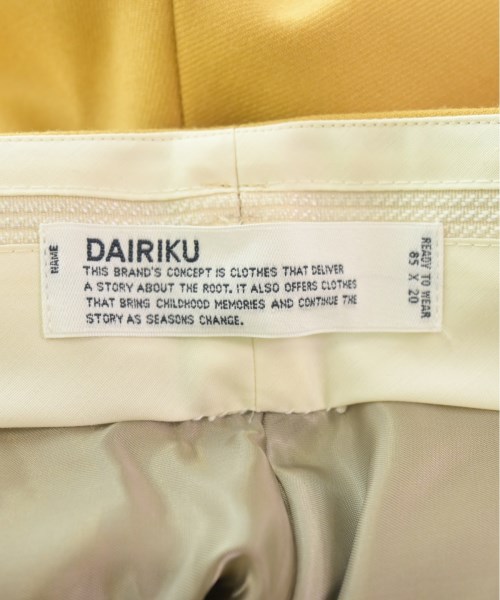 NAME
DAIRIKU
THIS BRAND'S CONCEPT IS CLOTHES THAT DELIVER
A STORY ABOUT THE ROOT. IT ALSO OFFERS CLOTHES
THAT BRING CHILDHOOD MEMORIES AND CONTINUE THE
STORY AS SEASONS CHANGE.
READY TO WEAR
85 X 20